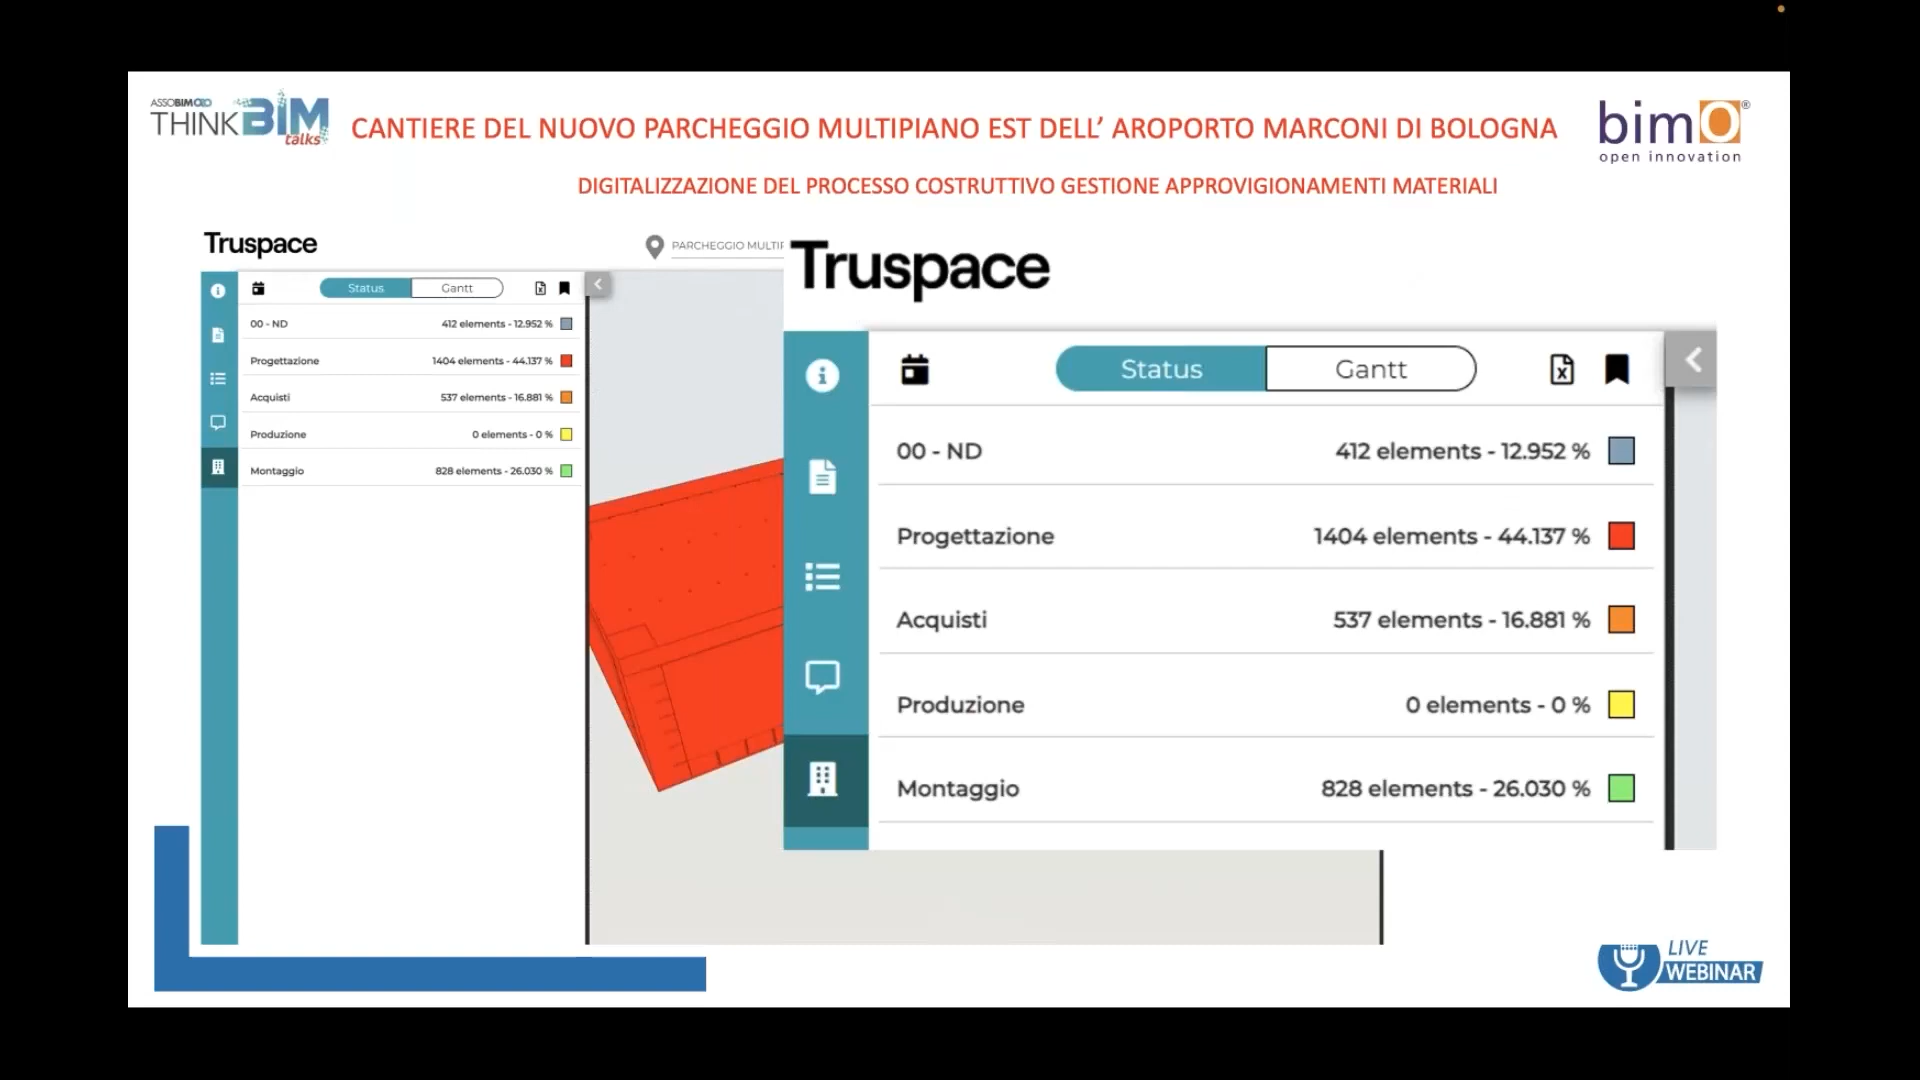 ASSOBIM
THINK BIM
talks
CANTIERE DEL NUOVO PARCHEGGIO MULTIPIANO EST DELL’ AROPORTO MARCONI DI BOLOGNA
bimO®
open innovation
DIGITALIZZAZIONE DEL PROCESSO COSTRUTTIVO GESTIONE APPROVIGIONAMENTI MATERIALI
Truspace
PARCHEGGIO MULTIP
Status Gantt
00 - ND 412 elements - 12.952 %
Progettazione 1404 elements - 44.137 %
Acquisti 537 elements - 16.881 %
Produzione 0 elements - 0 %
Montaggio 828 elements - 26.030 %
Truspace
Status Gantt
00 - ND 412 elements - 12.952 %
Progettazione 1404 elements - 44.137 %
Acquisti 537 elements - 16.881 %
Produzione 0 elements - 0 %
Montaggio 828 elements - 26.030 %
LIVE
WEBINAR